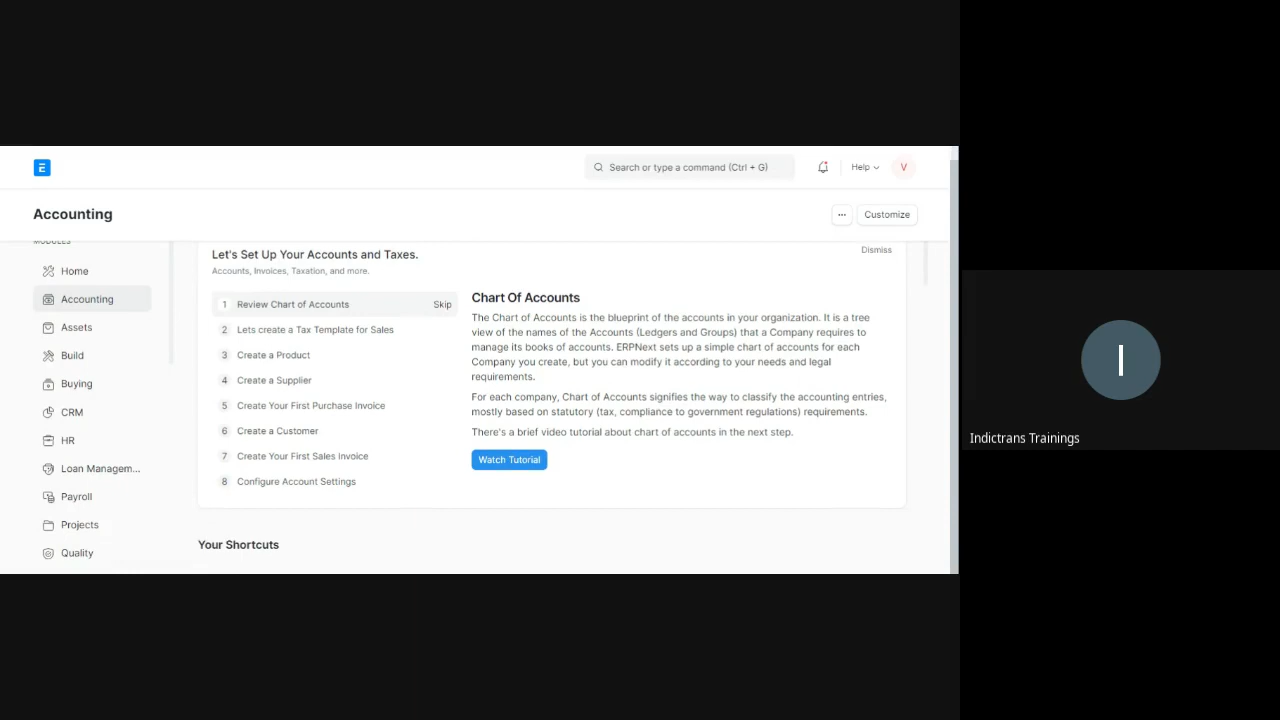 E
Search or type a command (Ctrl + G)
Help
V
Accounting
...
Customize
MODULES
Home
Accounting
Assets
Build
Buying
CRM
HR
Loan Managem...
Payroll
Projects
Quality
Let's Set Up Your Accounts and Taxes.
Dismiss
Accounts, Invoices, Taxation, and more.
1 Review Chart of Accounts Skip
2 Lets create a Tax Template for Sales
3 Create a Product
4 Create a Supplier
5 Create Your First Purchase Invoice
6 Create a Customer
7 Create Your First Sales Invoice
8 Configure Account Settings
Chart Of Accounts
The Chart of Accounts is the blueprint of the accounts in your organization. It is a tree
view of the names of the Accounts (Ledgers and Groups) that a Company requires to
manage its books of accounts. ERPNext sets up a simple chart of accounts for each
Company you create, but you can modify it according to your needs and legal
requirements.
For each company, Chart of Accounts signifies the way to classify the accounting entries,
mostly based on statutory (tax, compliance to government regulations) requirements.
There's a brief video tutorial about chart of accounts in the next step.
Watch Tutorial
Your Shortcuts
I
Indictrans Trainings